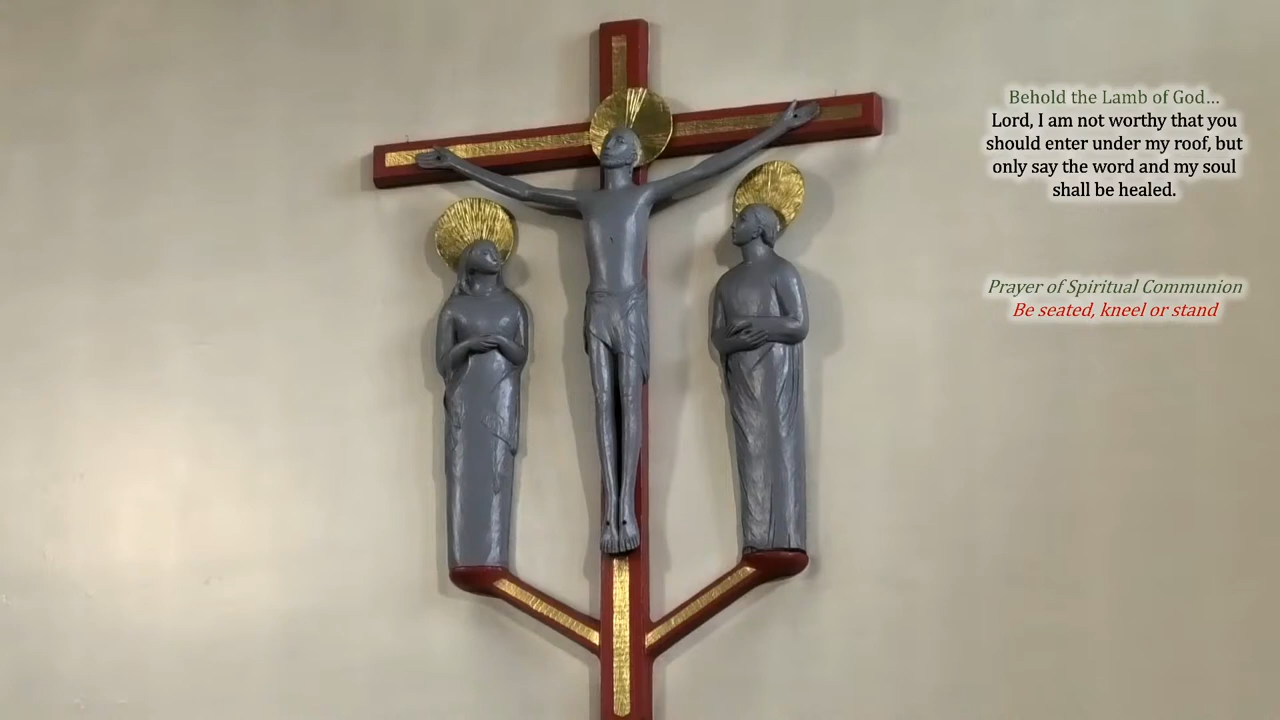 Behold the Lamb of God...
Lord, I am not worthy that you
should enter under my roof, but
only say the word and my soul
shall be healed.
Prayer of Spiritual Communion
Be seated, kneel or stand